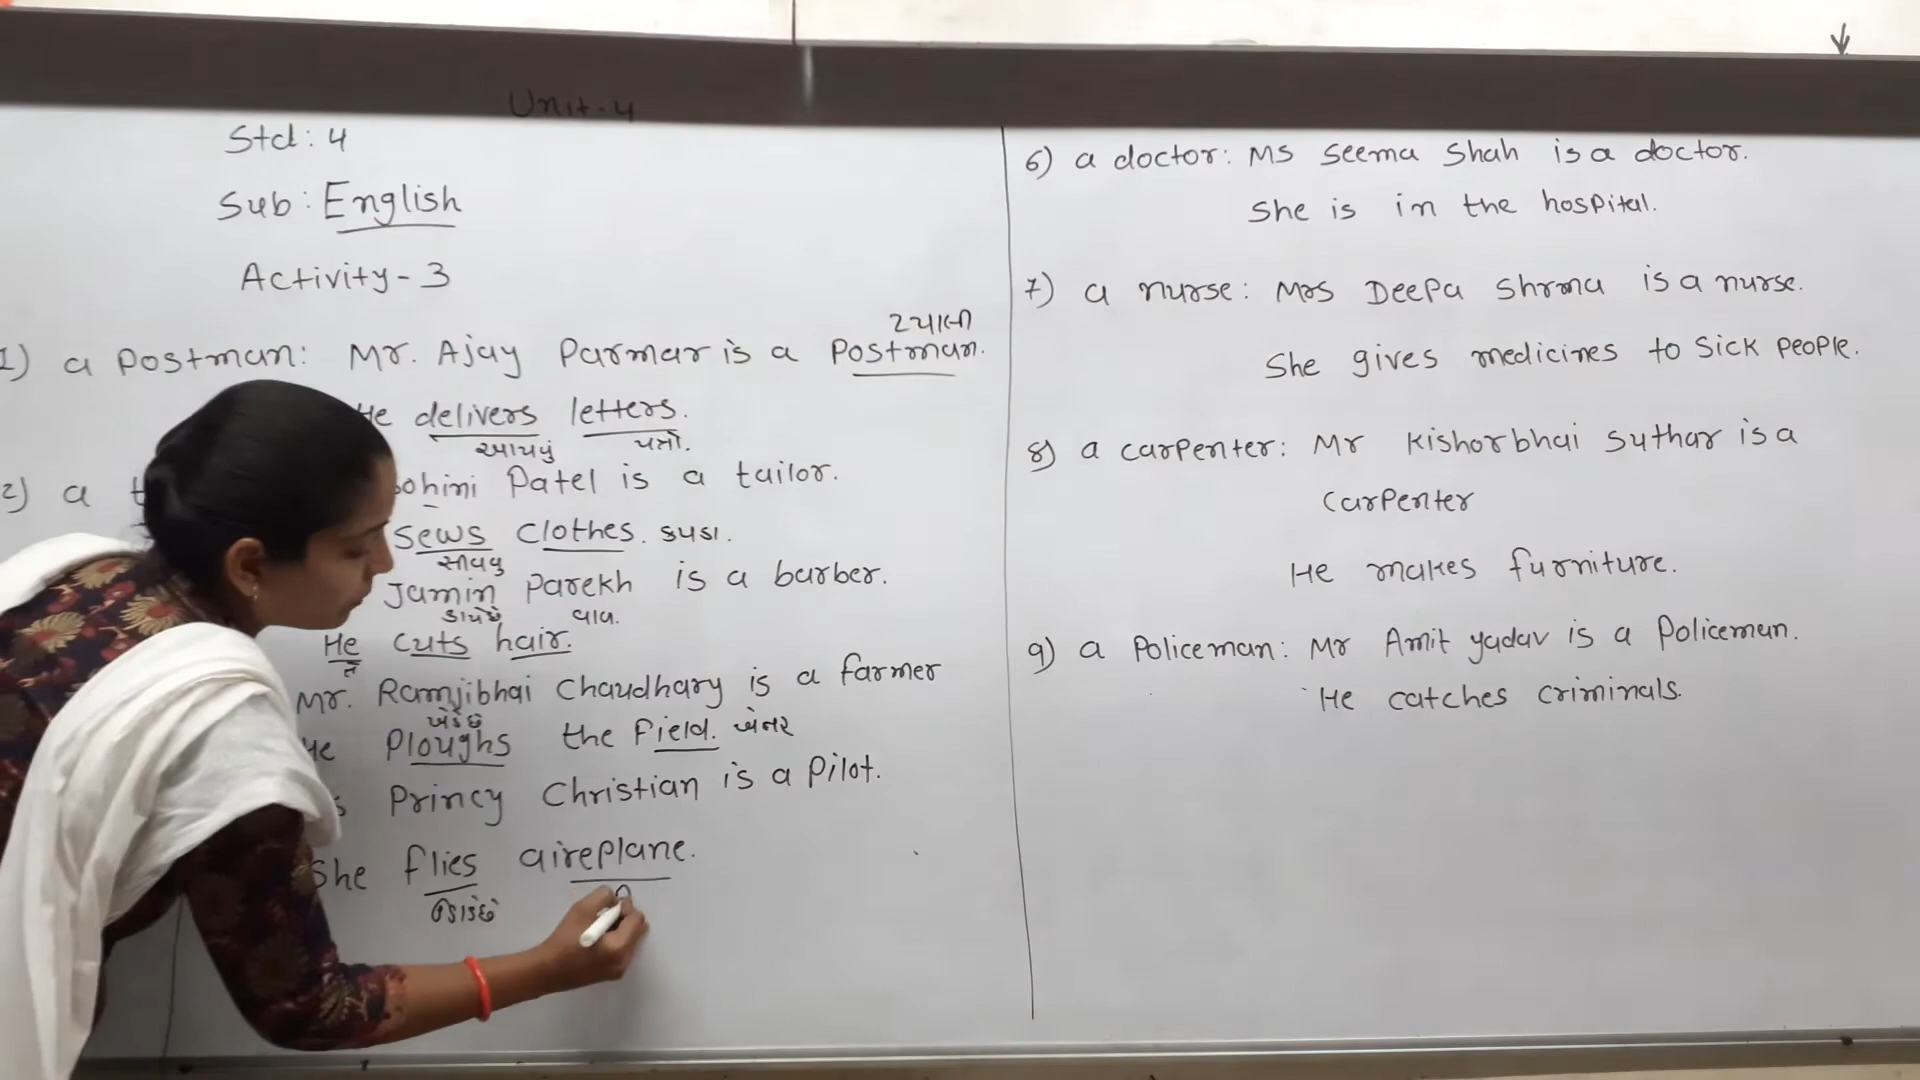 Unit-4
Std: 4
Sub: English
Activity-3
ટપાલી
1) a Postman: Mr. Ajay Parmar is a Postman.
He delivers letters.
આપવું પત્રો.
2) a t ohini Patel is a tailor.
Sews Clothes. કપડા.
સીવવુ
Jamin Parekh is a barber.
કાપેછે વાળ.
He cuts hair.
તે
Mr. Ramjibhai Chaudhary is a farmer
ખેડેછે
He Ploughs the Field. ખેતર
s Princy Christian is a Pilot.
She flies aireplane.
ઉડાડેછે
6) a doctor: Ms Seema Shah is a doctor.
She is in the hospital.
7) a nurse: Mrs Deepa Shrma is a nurse.
She gives medicines to Sick people.
8) a carpenter: Mr Kishorbhai Suthar is a
Carpenter
He makes furniture.
9) a Policeman: Mr Amit yadav is a Policeman.
He catches criminals.